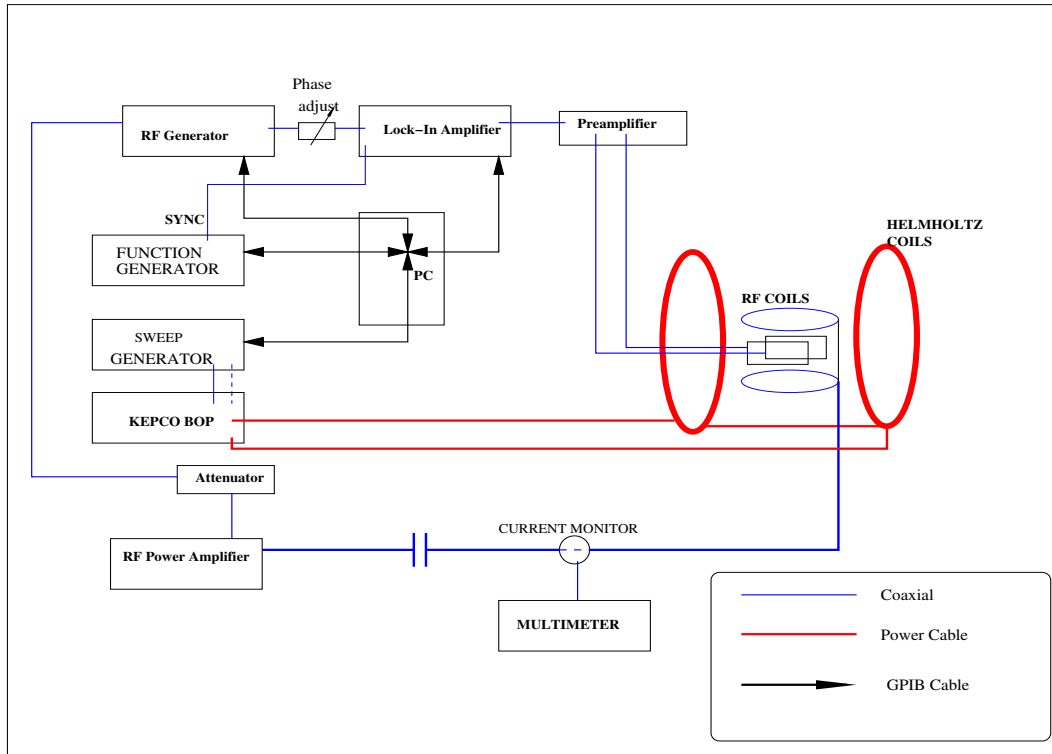 Phase
adjust
RF Generator
Lock−In Amplifier
Preamplifier
SYNC
FUNCTION
GENERATOR
PC
HELMHOLTZ
COILS
RF COILS
SWEEP
GENERATOR
KEPCO BOP
Attenuator
RF Power Amplifier
CURRENT MONITOR
MULTIMETER
Coaxial
Power Cable
GPIB Cable